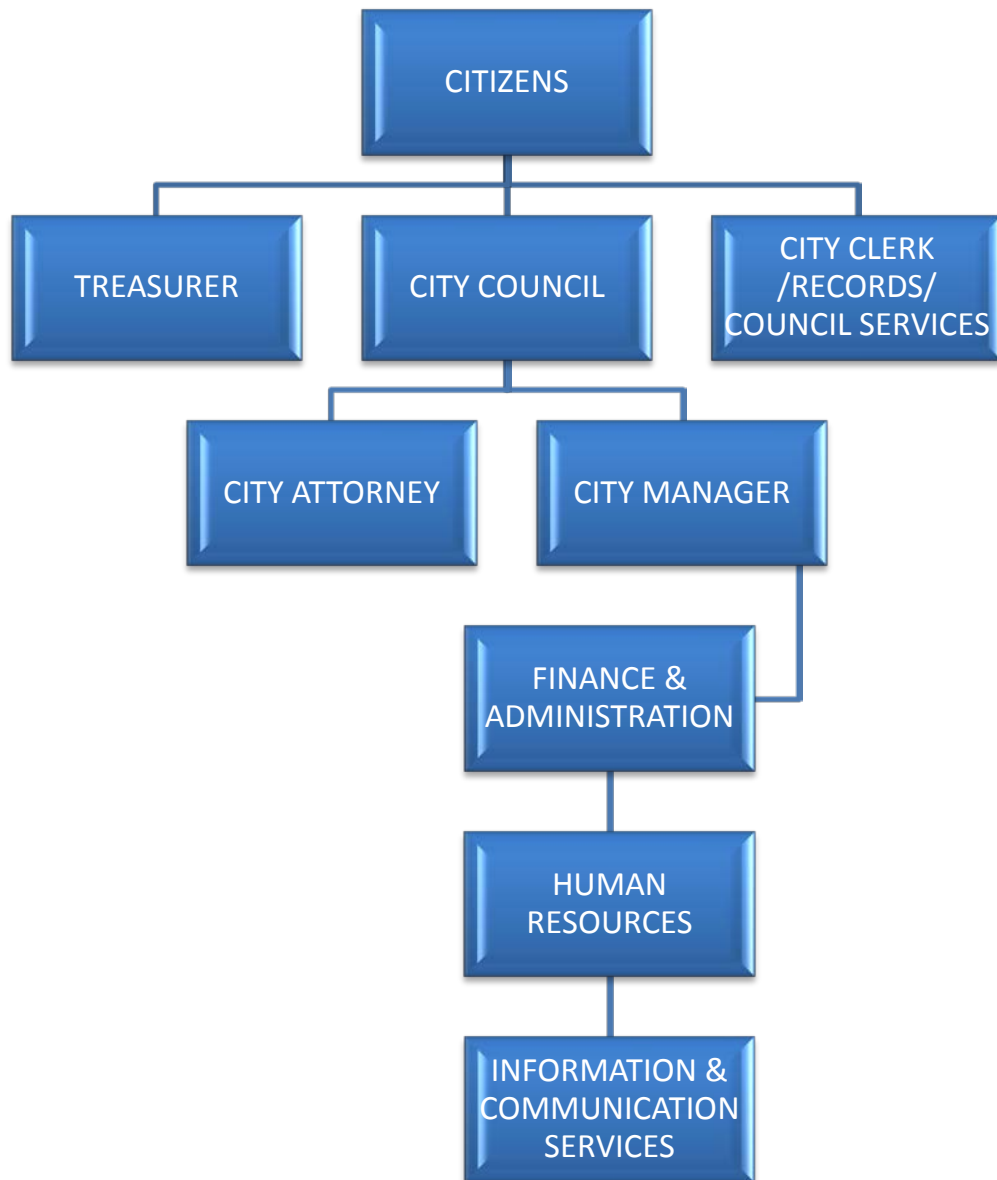 CITIZENS
TREASURER
CITY COUNCIL
CITY CLERK
/RECORDS/
COUNCIL SERVICES
CITY ATTORNEY
CITY MANAGER
FINANCE &
ADMINISTRATION
HUMAN
RESOURCES
INFORMATION &
COMMUNICATION
SERVICES